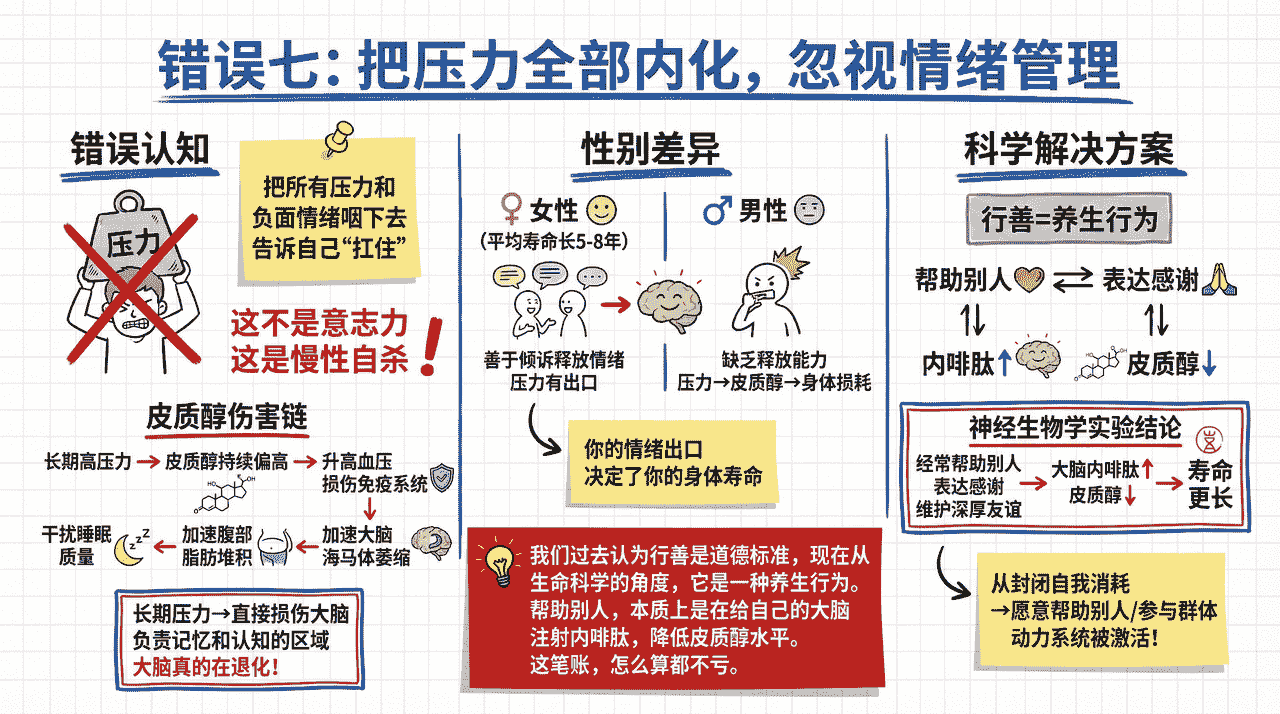 错误七：把压力全部内化，忽视情绪管理
错误认知
压力
把所有压力和
负面情绪咽下去
告诉自己“扛住”
这不是意志力
这是慢性自杀！
皮质醇伤害链
长期高压力→皮质醇持续偏高→升高血压
损伤免疫系统
HO
O
OH
干扰睡眠
质量
zzz
加速腹部
脂肪堆积
加速大脑
海马体萎缩
长期压力→直接损伤大脑
负责记忆和认知的区域
大脑真的在退化！
性别差异
♀女性
（平均寿命长5-8年）
善于倾诉释放情绪
压力有出口
♂男性
缺乏释放能力
压力→皮质醇→身体损耗
你的情绪出口
决定了你的身体寿命
我们过去认为行善是道德标准，现在从
生命科学的角度，它是一种养生行为。
帮助别人，本质上是在给自己的大脑
注射内啡肽，降低皮质醇水平。
这笔账，怎么算都不亏。
科学解决方案
行善=养生行为
帮助别人⇄表达感谢
内啡肽↑
皮质醇↓
神经生物学实验结论
经常帮助别人
表达感谢
维护深厚友谊
→
大脑内啡肽↑
皮质醇↓
→
寿命
更长
从封闭自我消耗
→愿意帮助别人/参与群体
动力系统被激活！